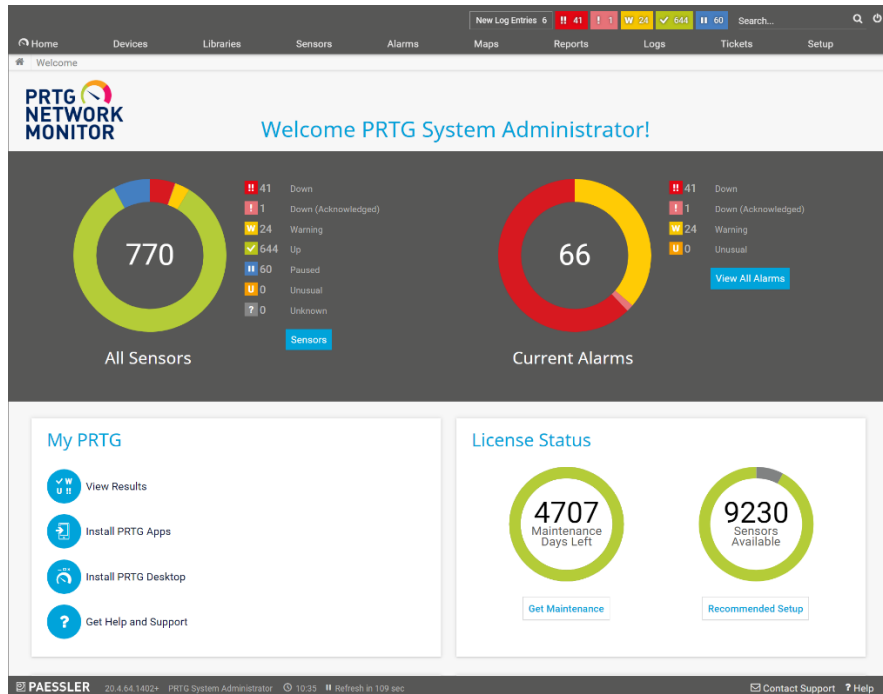 New Log Entries 6 !! 41 ! 1 W 24 644 60 Search...
Home Devices Libraries Sensors Alarms Maps Reports Logs Tickets Setup
Welcome
PRTG
NETWORK
MONITOR
Welcome PRTG System Administrator!
770
All Sensors
!! 41 Down
! 1 Down (Acknowledged)
W 24 Warning
644 Up
60 Paused
U 0 Unusual
? 0 Unknown
Sensors
66
Current Alarms
!! 41 Down
! 1 Down (Acknowledged)
W 24 Warning
U 0 Unusual
View All Alarms
My PRTG
W
U !!
View Results
Install PRTG Apps
Install PRTG Desktop
? Get Help and Support
License Status
4707
Maintenance
Days Left
Get Maintenance
9230
Sensors
Available
Recommended Setup
PAESSLER 20.4.64.1402+ PRTG System Administrator 10:35 Refresh in 109 sec Contact Support ? Help